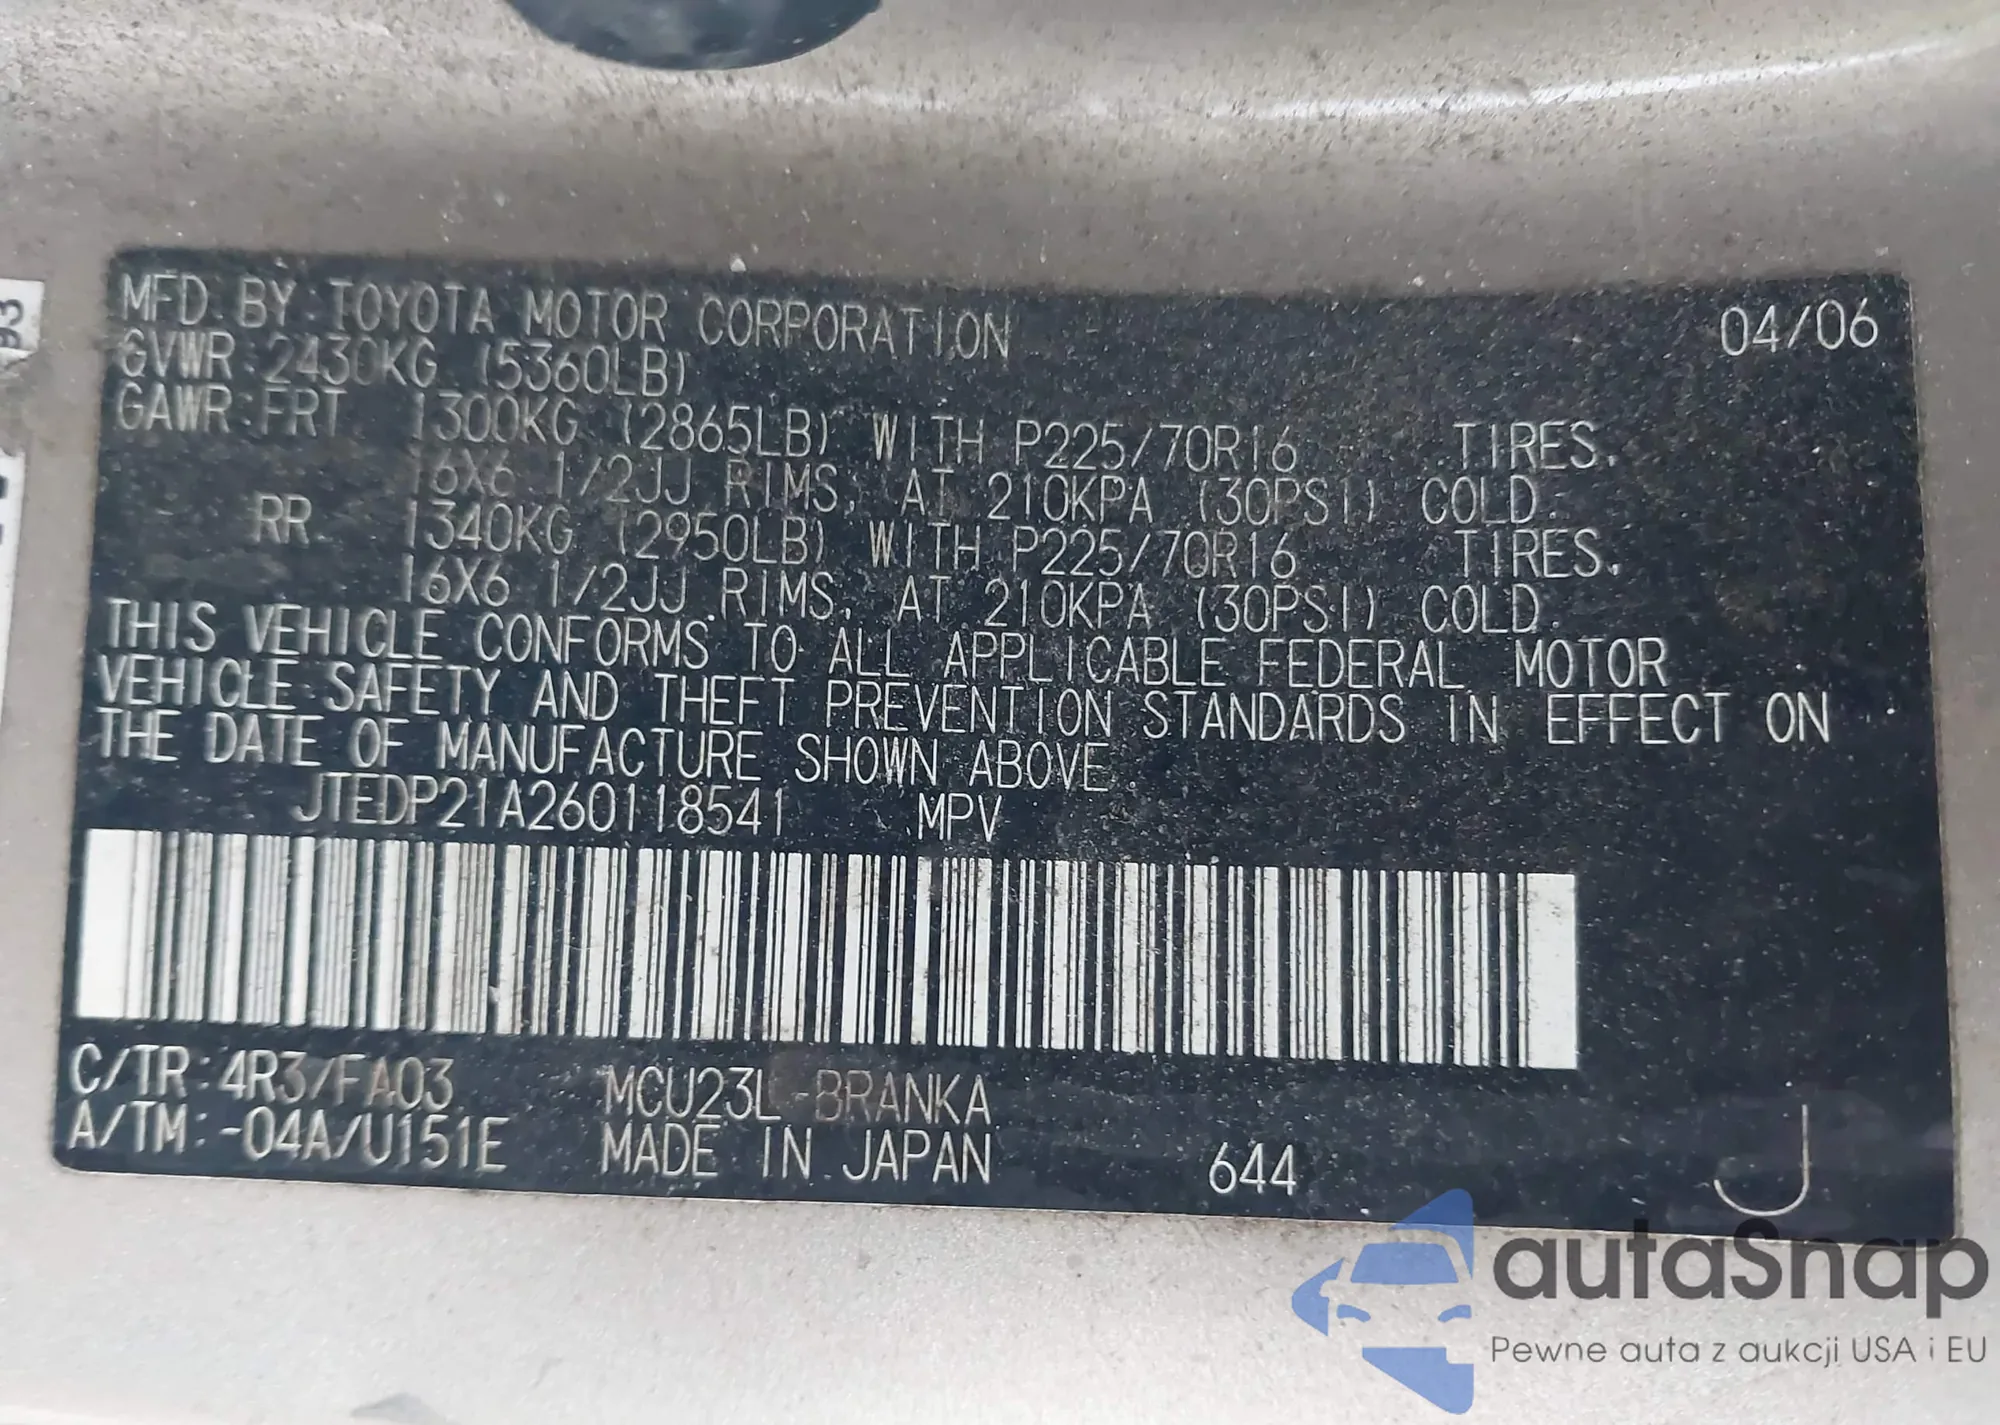 MFD. BY: TOYOTA MOTOR CORPORATION 04/06
GVWR: 2430KG (5360LB)
GAWR: FRT 1300KG (2865LB) WITH P225/70R16 TIRES,
16X6 1/2JJ RIMS, AT 210KPA (30PSI) COLD.
RR 1340KG (2950LB) WITH P225/70R16 TIRES,
16X6 1/2JJ RIMS, AT 210KPA (30PSI) COLD.
THIS VEHICLE CONFORMS TO ALL APPLICABLE FEDERAL MOTOR
VEHICLE SAFETY AND THEFT PREVENTION STANDARDS IN EFFECT ON
THE DATE OF MANUFACTURE SHOWN ABOVE.
JTEDP21A260118541 MPV
C/TR: 4R3/FA03 MCU23L-BRANKA
A/TM: -04A/U151E MADE IN JAPAN 644 J
93
autaSnap
Pewne auta z aukcji USA i EU